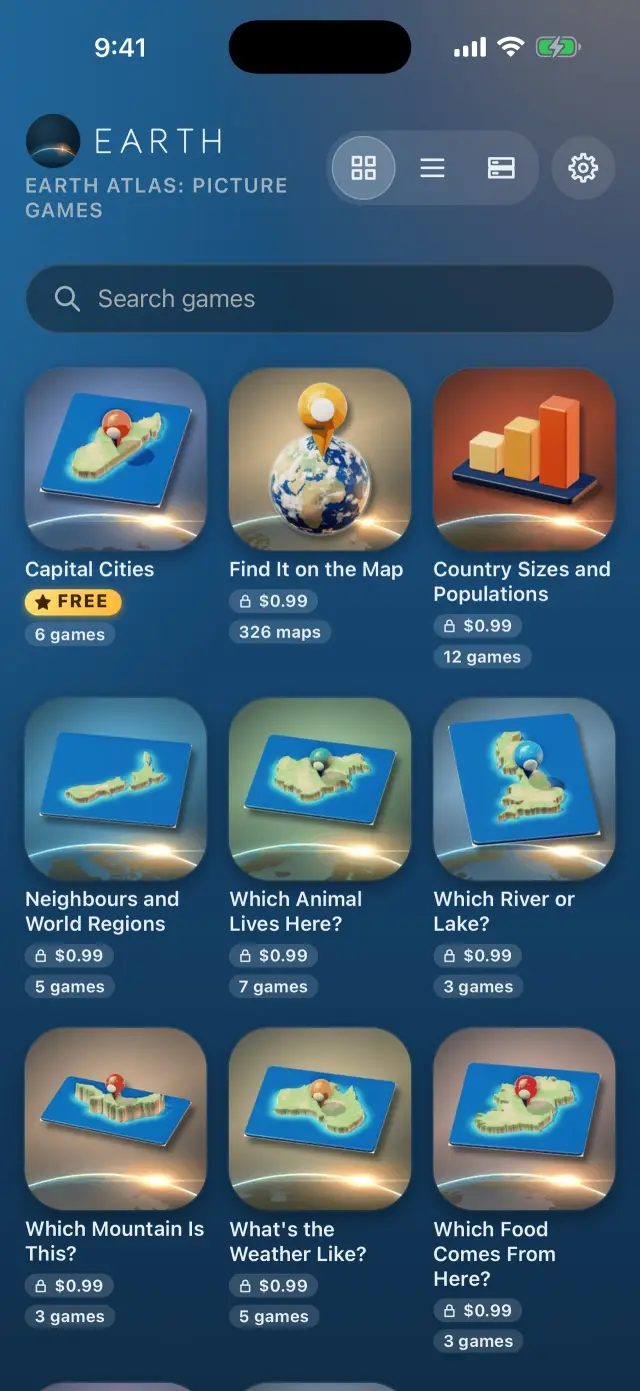 9:41
EARTH
EARTH ATLAS: PICTURE
GAMES
Search games
Capital Cities
FREE
6 games
Find It on the Map
$0.99
326 maps
Country Sizes and
Populations
$0.99
12 games
Neighbours and
World Regions
$0.99
5 games
Which Animal
Lives Here?
$0.99
7 games
Which River or
Lake?
$0.99
3 games
Which Mountain Is
This?
$0.99
3 games
What's the
Weather Like?
$0.99
5 games
Which Food
Comes From
Here?
$0.99
3 games